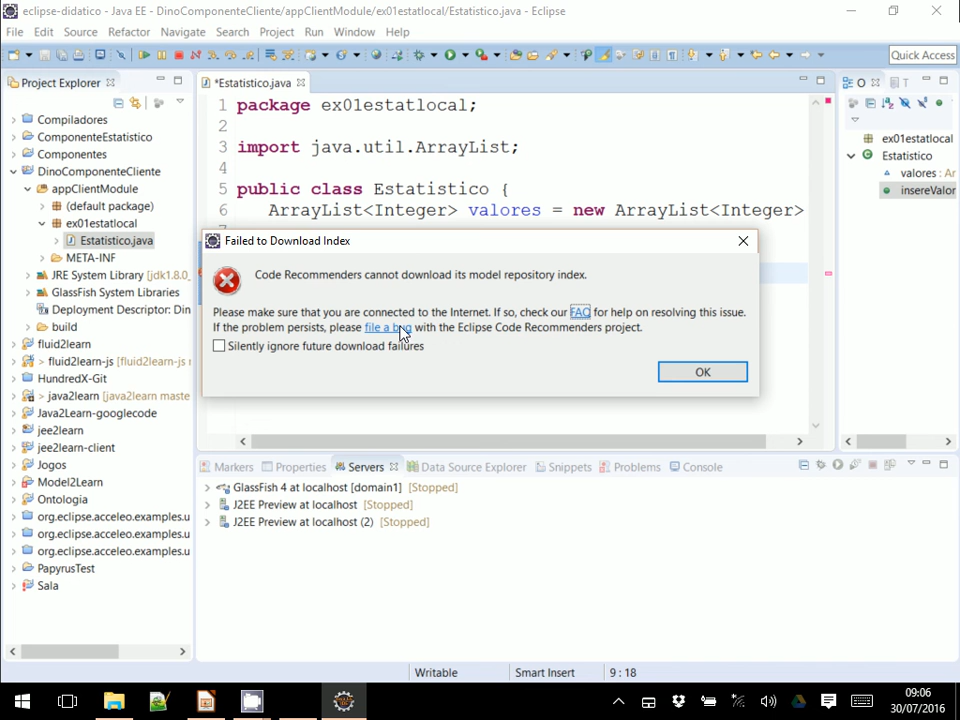 eclipse-didatico - Java EE - DinoComponenteCliente/appClientModule/ex01estatlocal/Estatistico.java - Eclipse
File Edit Source Refactor Navigate Search Project Run Window Help
Quick Access
Project Explorer
*Estatistico.java
O
T
Compiladores
ComponenteEstatistico
Componentes
DinoComponenteCliente
appClientModule
(default package)
ex01estatlocal
Estatistico.java
META-INF
JRE System Library [jdk1.8.0_
GlassFish System Libraries
Deployment Descriptor: Din
build
fluid2learn
> fluid2learn-js [fluid2learn-js
HundredX-Git
> java2learn [java2learn maste
Java2Learn-googlecode
jee2learn
jee2learn-client
Jogos
Model2Learn
Ontologia
org.eclipse.acceleo.examples.u
org.eclipse.acceleo.examples.u
org.eclipse.acceleo.examples.u
PapyrusTest
Sala
1 package ex01estatlocal;
2
3 import java.util.ArrayList;
4
5 public class Estatistico {
6 ArrayList<Integer> valores = new ArrayList<Integer>
ex01estatlocal
Estatistico
valores : Ar
insereValor
Failed to Download Index
Code Recommenders cannot download its model repository index.
Please make sure that you are connected to the Internet. If so, check our FAQ for help on resolving this issue.
If the problem persists, please file a bug with the Eclipse Code Recommenders project.
Silently ignore future download failures
OK
Markers Properties Servers Data Source Explorer Snippets Problems Console
GlassFish 4 at localhost [domain1] [Stopped]
J2EE Preview at localhost [Stopped]
J2EE Preview at localhost (2) [Stopped]
Writable
Smart Insert
9 : 18
09:06
30/07/2016